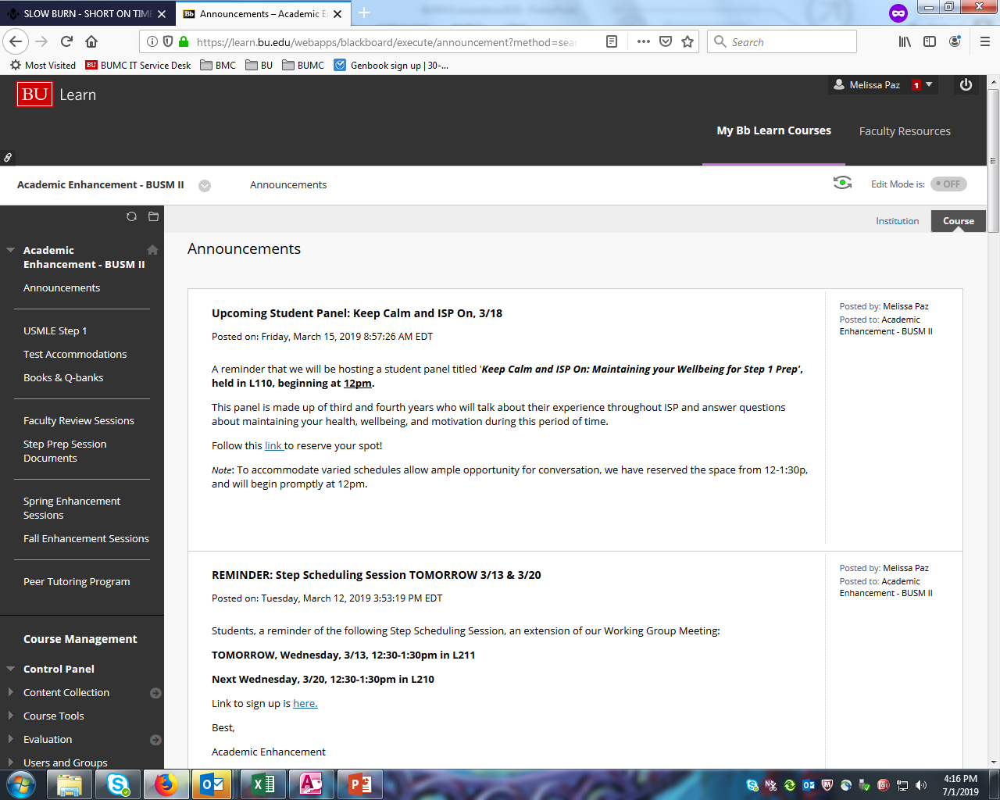 SLOW BURN - SHORT ON TIME
Announcements – Academic E
https://learn.bu.edu/webapps/blackboard/execute/announcement?method=sea
Search
Most Visited
BU
BUMC IT Service Desk
BMC
BU
BUMC
Genbook sign up | 30-...
BU Learn
Melissa Paz
1
My Bb Learn Courses
Faculty Resources
Academic Enhancement - BUSM II
Announcements
Edit Mode is:
• OFF
Institution
Course
Academic
Enhancement - BUSM II
Announcements
USMLE Step 1
Test Accommodations
Books & Q-banks
Faculty Review Sessions
Step Prep Session
Documents
Spring Enhancement
Sessions
Fall Enhancement Sessions
Peer Tutoring Program
Course Management
Control Panel
Content Collection
Course Tools
Evaluation
Users and Groups
Announcements
Upcoming Student Panel: Keep Calm and ISP On, 3/18
Posted on: Friday, March 15, 2019 8:57:26 AM EDT
A reminder that we will be hosting a student panel titled 'Keep Calm and ISP On: Maintaining your Wellbeing for Step 1 Prep',
held in L110, beginning at 12pm.
This panel is made up of third and fourth years who will talk about their experience throughout ISP and answer questions
about maintaining your health, wellbeing, and motivation during this period of time.
Follow this link to reserve your spot!
Note: To accommodate varied schedules allow ample opportunity for conversation, we have reserved the space from 12-1:30p,
and will begin promptly at 12pm.
Posted by: Melissa Paz
Posted to: Academic
Enhancement - BUSM II
REMINDER: Step Scheduling Session TOMORROW 3/13 & 3/20
Posted on: Tuesday, March 12, 2019 3:53:19 PM EDT
Students, a reminder of the following Step Scheduling Session, an extension of our Working Group Meeting:
TOMORROW, Wednesday, 3/13, 12:30-1:30pm in L211
Next Wednesday, 3/20, 12:30-1:30pm in L210
Link to sign up is here.
Best,
Academic Enhancement
Posted by: Melissa Paz
Posted to: Academic
Enhancement - BUSM II
4:16 PM
7/1/2019